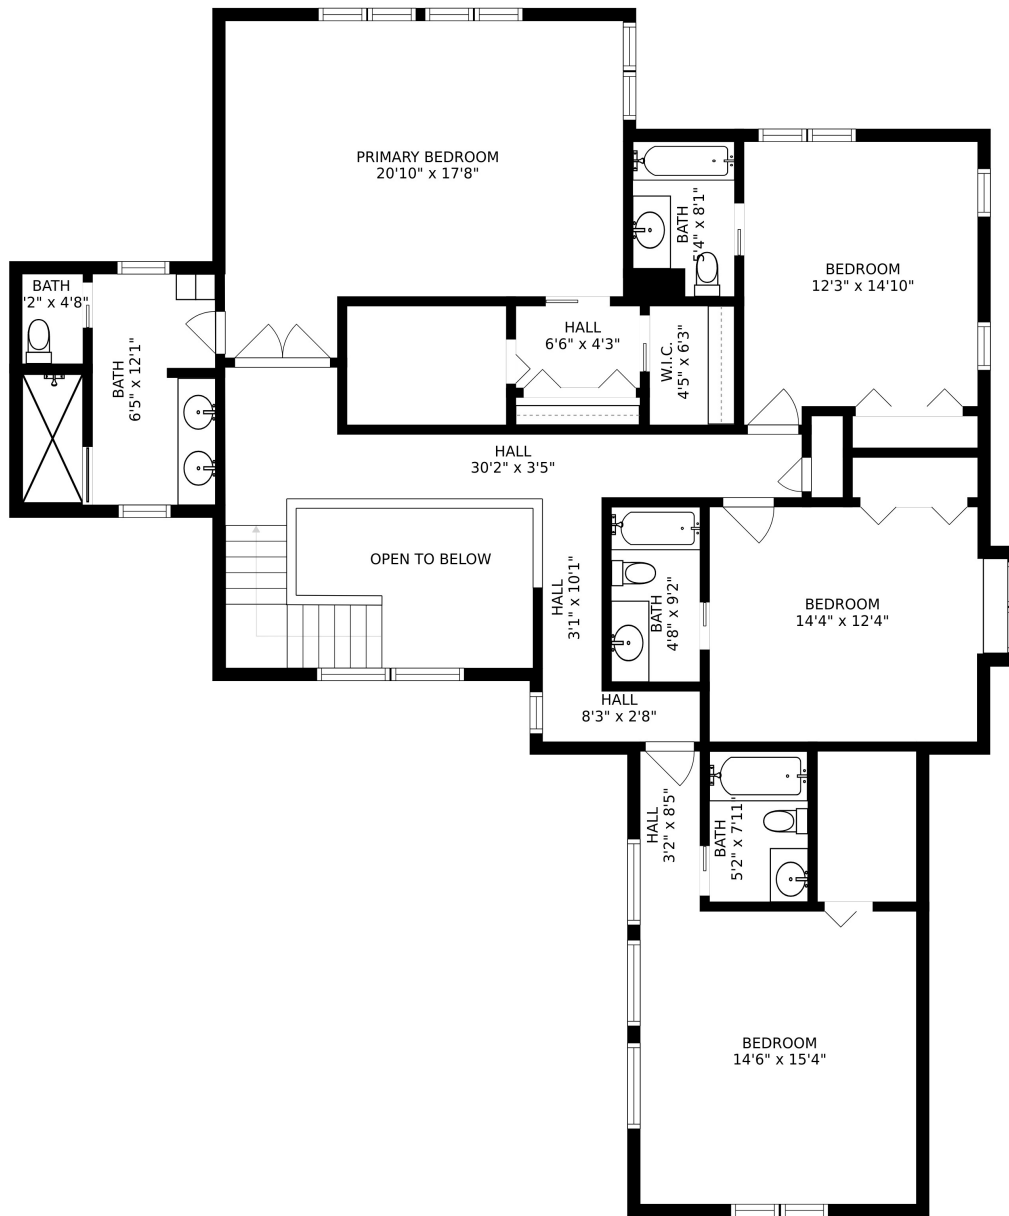 PRIMARY BEDROOM
20'10" x 17'8"
BATH
5'4" x 8'1"
BEDROOM
12'3" x 14'10"
BATH
'2" x 4'8"
BATH
6'5" x 12'1"
HALL
6'6" x 4'3"
W.I.C.
4'5" x 6'3"
HALL
30'2" x 3'5"
OPEN TO BELOW
HALL
3'1" x 10'1"
BATH
4'8" x 9'2"
BEDROOM
14'4" x 12'4"
HALL
8'3" x 2'8"
HALL
3'2" x 8'5"
BATH
5'2" x 7'11"
BEDROOM
14'6" x 15'4"